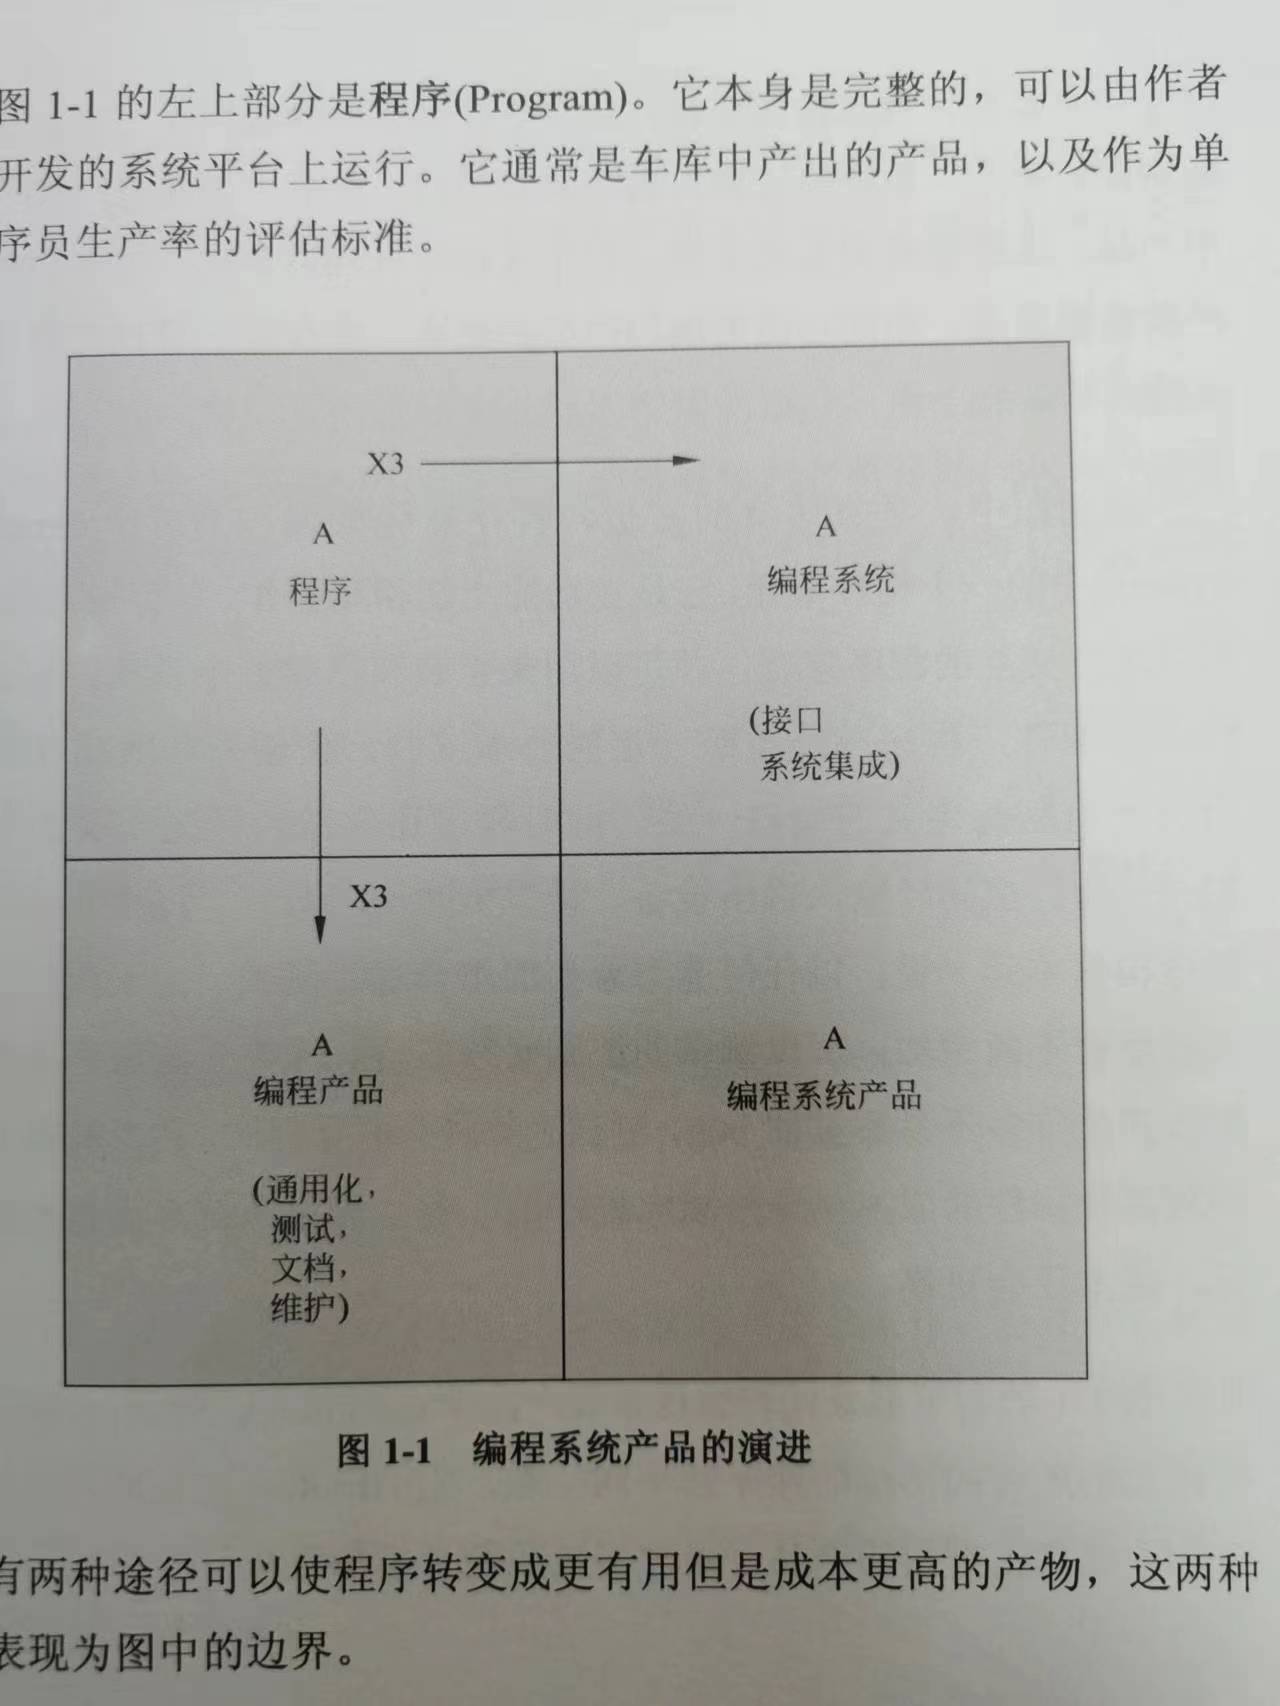 图 1-1 的左上部分是程序(Program)。它本身是完整的，可以由作者
开发的系统平台上运行。它通常是车库中产出的产品，以及作为单
序员生产率的评估标准。
X3
A
程序
A
编程系统
(接口
系统集成)
X3
A
编程产品
(通用化，
测试，
文档，
维护)
A
编程系统产品
图 1-1 编程系统产品的演进
有两种途径可以使程序转变成更有用但是成本更高的产物，这两种
表现为图中的边界。